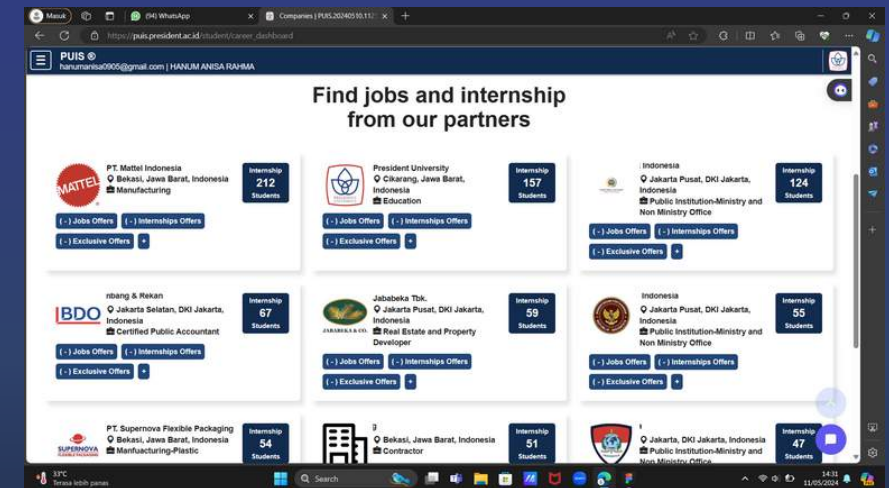 Masuk
(94) WhatsApp
Companies | PUIS.20240510.112
https://puis.president.ac.id/student/career_dashboard
PUIS ®
hanumanisa0905@gmail.com | HANUM ANISA RAHMA
Find jobs and internship
from our partners
MATTEL
PT. Mattel Indonesia
Bekasi, Jawa Barat, Indonesia
Manufacturing
Internship
212
Students
( - ) Jobs Offers
( - ) Internships Offers
( - ) Exclusive Offers
+
President University
Cikarang, Jawa Barat,
Indonesia
Education
Internship
157
Students
( - ) Jobs Offers
( - ) Internships Offers
( - ) Exclusive Offers
+
Indonesia
Jakarta Pusat, DKI Jakarta,
Indonesia
Public Institution-Ministry and
Non Ministry Office
Internship
124
Students
( - ) Jobs Offers
( - ) Internships Offers
( - ) Exclusive Offers
+
BDO
nbang & Rekan
Jakarta Selatan, DKI Jakarta,
Indonesia
Certified Public Accountant
Internship
67
Students
( - ) Jobs Offers
( - ) Internships Offers
( - ) Exclusive Offers
+
JABABEKA & CO.
Jababeka Tbk.
Jakarta Pusat, DKI Jakarta,
Indonesia
Real Estate and Property
Developer
Internship
59
Students
( - ) Jobs Offers
( - ) Internships Offers
( - ) Exclusive Offers
+
Indonesia
Jakarta Pusat, DKI Jakarta,
Indonesia
Public Institution-Ministry and
Non Ministry Office
Internship
55
Students
( - ) Jobs Offers
( - ) Internships Offers
( - ) Exclusive Offers
+
SUPERNOVA
FLEXIBLE PACKAGING
PT. Supernova Flexible Packaging
Bekasi, Jawa Barat, Indonesia
Manfuacturing-Plastic
Internship
54
Students
Bekasi, Jawa Barat, Indonesia
Contractor
Internship
51
Students
Jakarta, DKI Jakarta, Indonesia
Public Institution-Ministry and
Non Ministry Office
Internship
47
Students
33°C
Terasa lebih panas
Search
14:31
11/05/2024